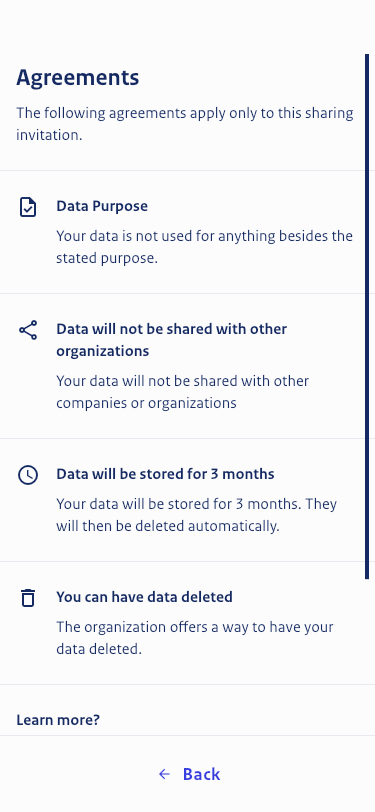 Agreements
The following agreements apply only to this sharing
invitation.
Data Purpose
Your data is not used for anything besides the
stated purpose.
Data will not be shared with other
organizations
Your data will not be shared with other
companies or organizations
Data will be stored for 3 months
Your data will be stored for 3 months. They
will then be deleted automatically.
You can have data deleted
The organization offers a way to have your
data deleted.
Learn more?
Back